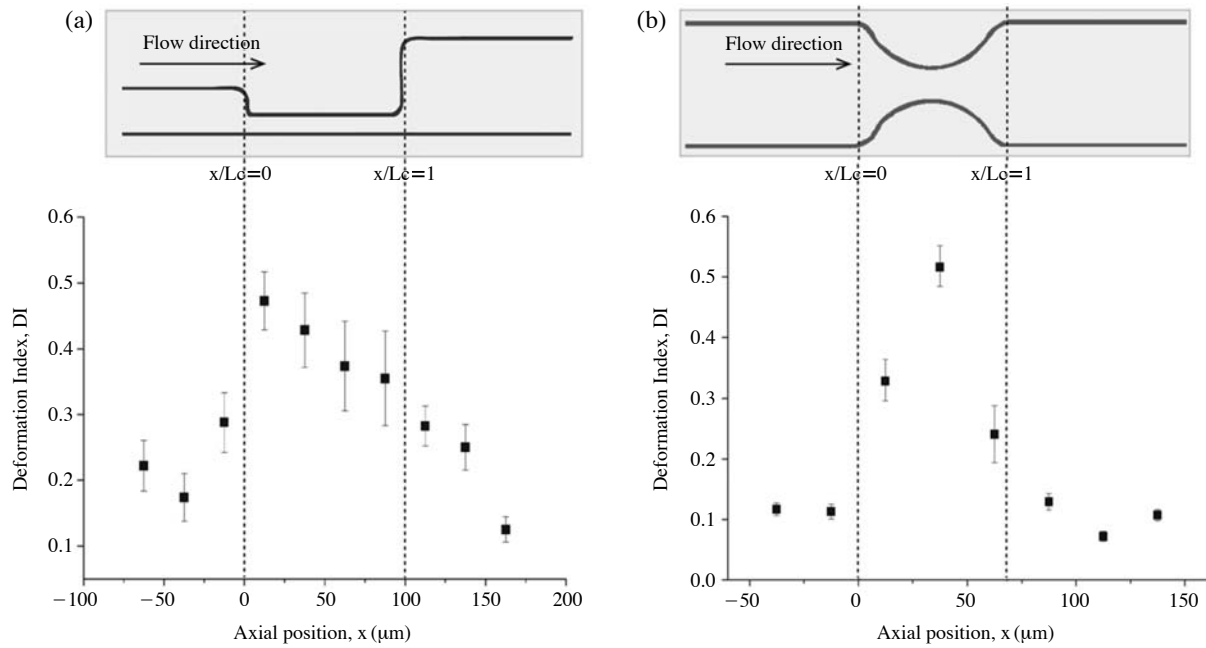 (a)
Flow direction
x/Lc=0
x/Lc=1
0.6
0.5
0.4
0.3
0.2
0.1
Deformation Index, DI
−100
−50
0
50
100
150
200
Axial position, x (µm)
(b)
Flow direction
x/Lc=0
x/Lc=1
0.6
0.5
0.4
0.3
0.2
0.1
0.0
Deformation Index, DI
−50
0
50
100
150
Axial position, x (µm)